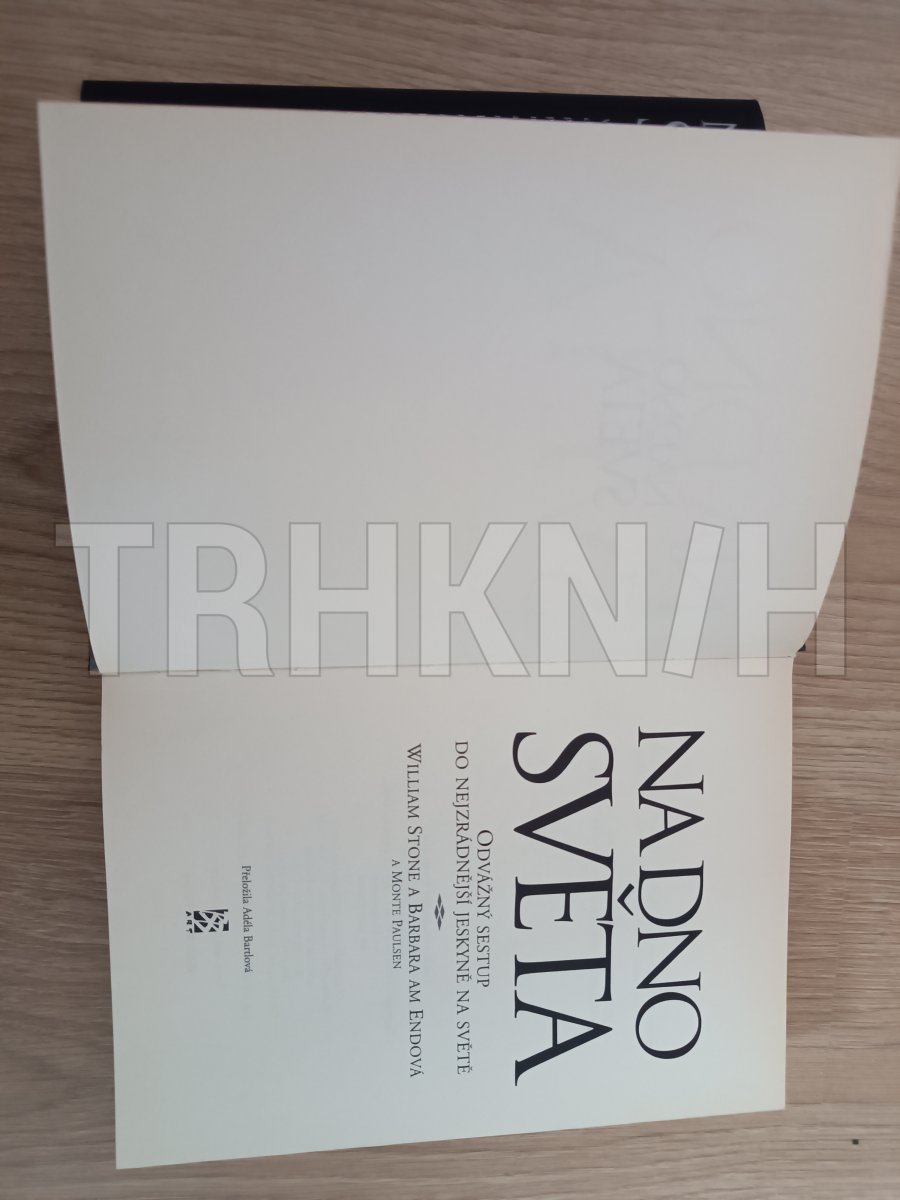 NA DNO
SVĚTA
ODVÁŽNÝ SESTUP
DO NEJZRÁDNĚJŠÍ JESKYNĚ NA SVĚTĚ
WILLIAM STONE A BARBARA AM ENDOVÁ
A MONTE PAULSEN
Přeložila Adéla Bartlová
TRHKNIH